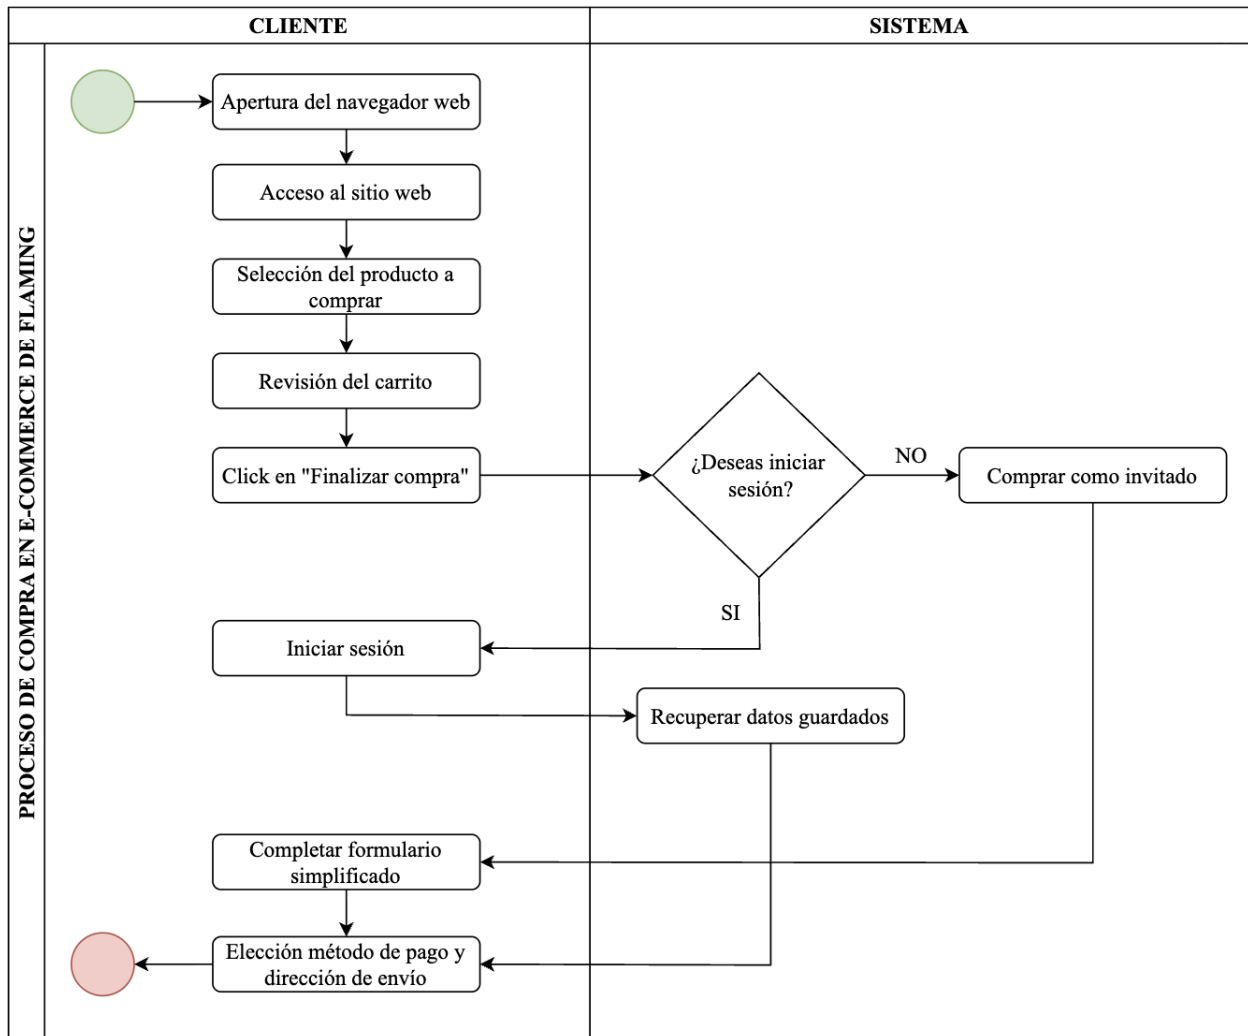 CLIENTE
SISTEMA
PROCESO DE COMPRA EN E-COMMERCE DE FLAMING
Apertura del navegador web
Acceso al sitio web
Selección del producto a
comprar
Revisión del carrito
Click en "Finalizar compra"
¿Deseas iniciar
sesión?
NO
Comprar como invitado
SI
Iniciar sesión
Recuperar datos guardados
Completar formulario
simplificado
Elección método de pago y
dirección de envío